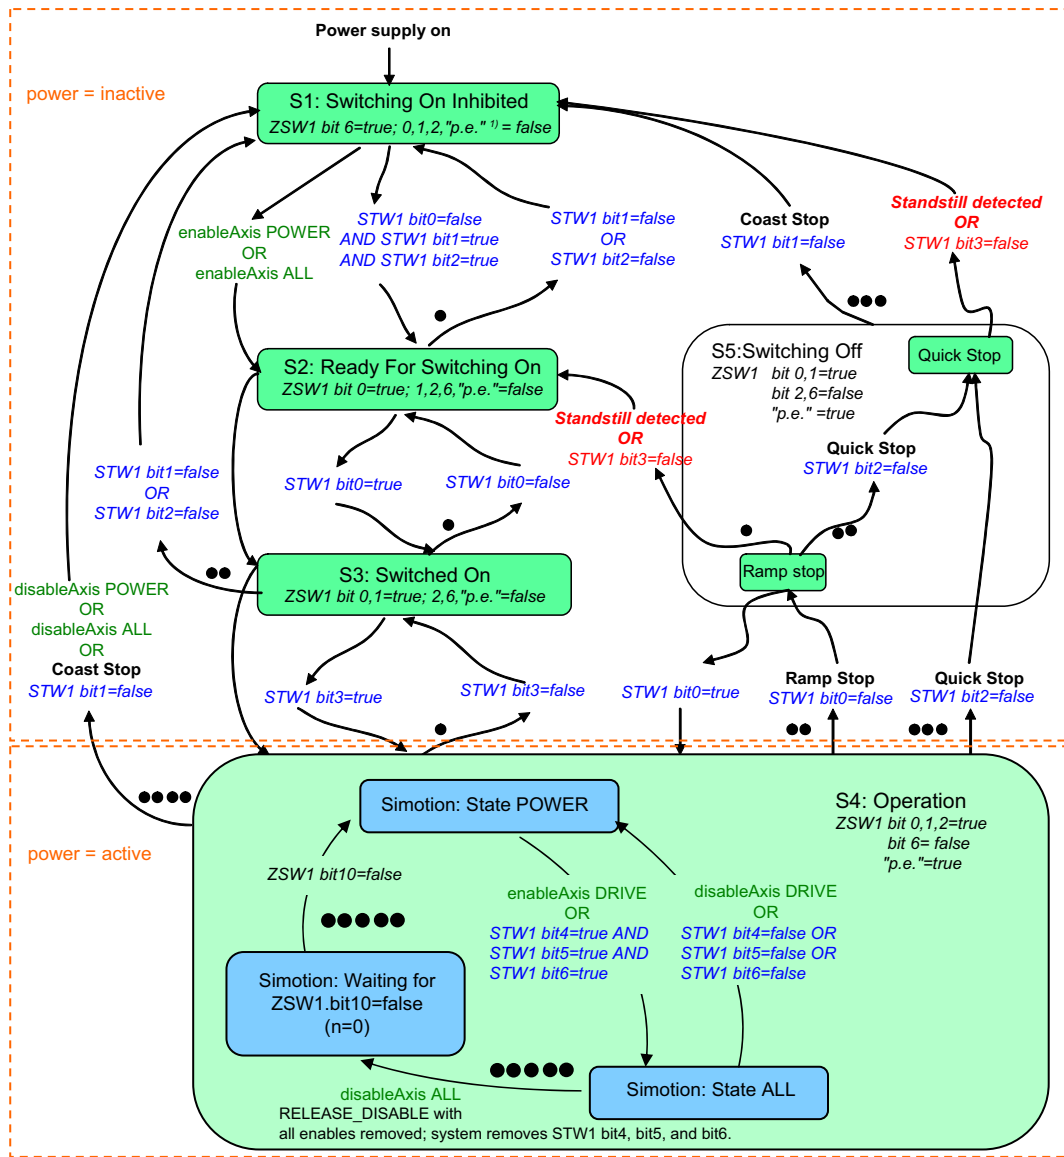 Power supply on
power = inactive
S1: Switching On Inhibited
ZSW1 bit 6=true; 0,1,2,"p.e." 1) = false
enableAxis POWER
OR
enableAxis ALL
STW1 bit0=false
AND STW1 bit1=true
AND STW1 bit2=true
STW1 bit1=false
OR
STW1 bit2=false
Coast Stop
STW1 bit1=false
Standstill detected
OR
STW1 bit3=false
S2: Ready For Switching On
ZSW1 bit 0=true; 1,2,6,"p.e."=false
S5:Switching Off
ZSW1 bit 0,1=true
bit 2,6=false
"p.e." =true
Quick Stop
Standstill detected
OR
STW1 bit3=false
Quick Stop
STW1 bit2=false
STW1 bit1=false
OR
STW1 bit2=false
STW1 bit0=true
STW1 bit0=false
Ramp stop
S3: Switched On
ZSW1 bit 0,1=true; 2,6,"p.e."=false
disableAxis POWER
OR
disableAxis ALL
OR
Coast Stop
STW1 bit1=false
STW1 bit3=true
STW1 bit3=false
STW1 bit0=true
Ramp Stop
STW1 bit0=false
Quick Stop
STW1 bit2=false
power = active
Simotion: State POWER
S4: Operation
ZSW1 bit 0,1,2=true
bit 6= false
"p.e."=true
ZSW1 bit10=false
enableAxis DRIVE
OR
STW1 bit4=true AND
STW1 bit5=true AND
STW1 bit6=true
disableAxis DRIVE
OR
STW1 bit4=false OR
STW1 bit5=false OR
STW1 bit6=false
Simotion: Waiting for
ZSW1.bit10=false
(n=0)
Simotion: State ALL
disableAxis ALL
RELEASE_DISABLE with
all enables removed; system removes STW1 bit4, bit5, and bit6.